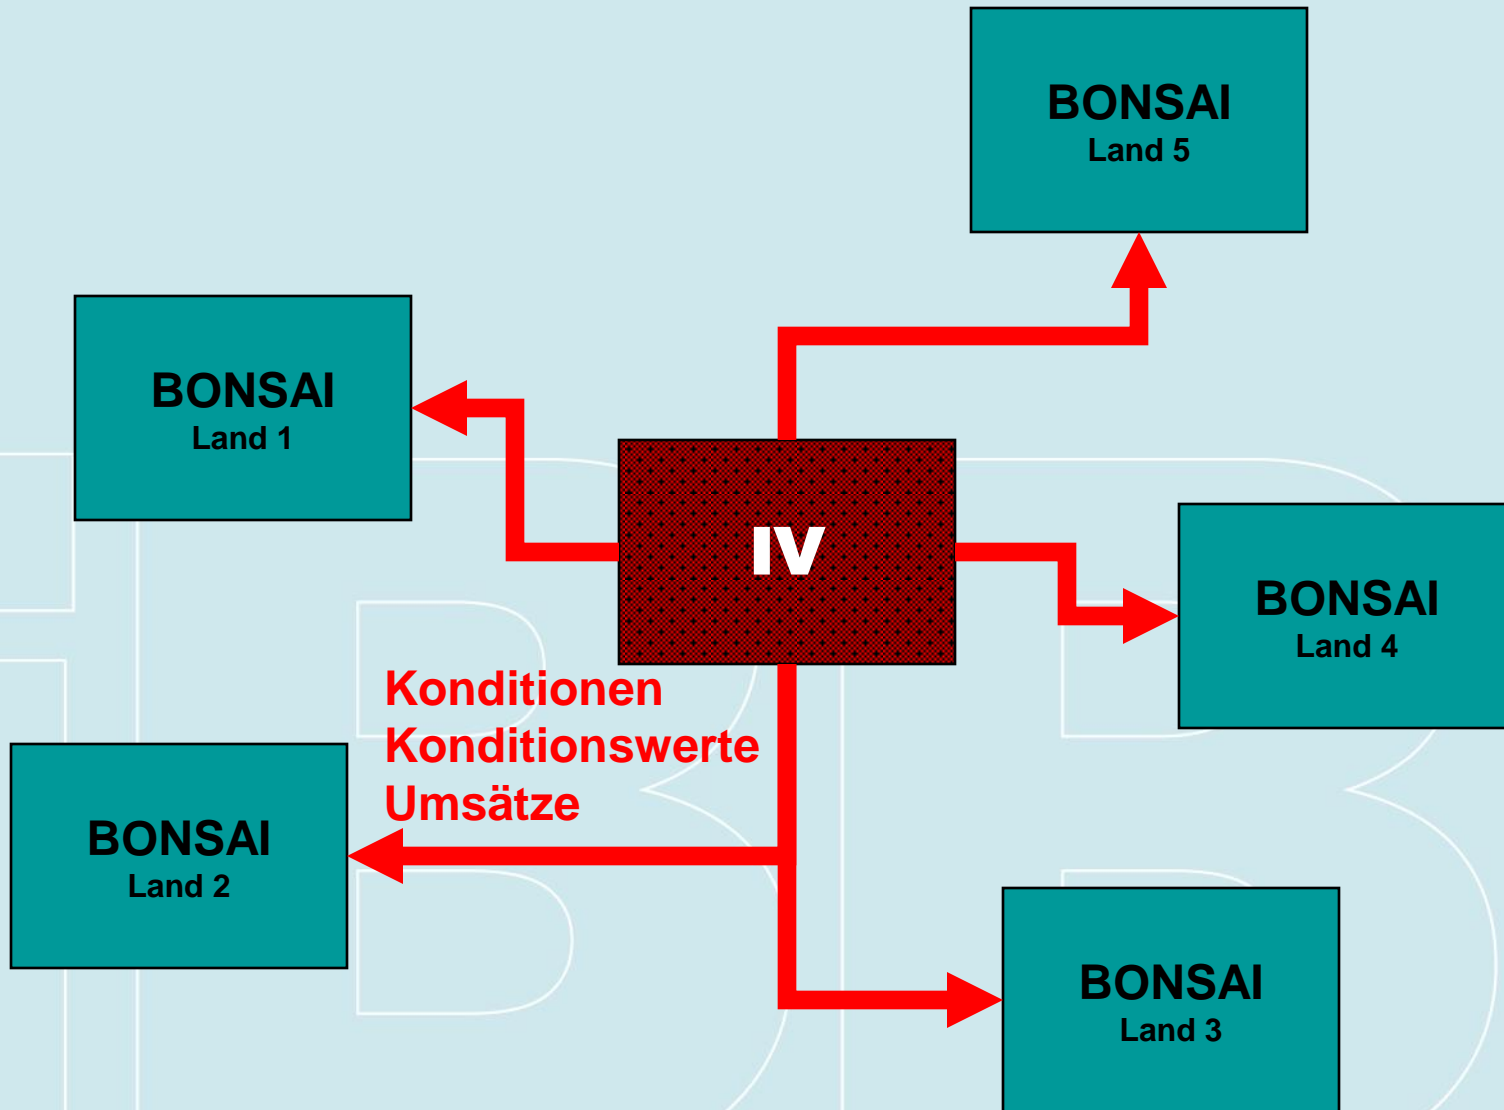 BONSAI
Land 5
BONSAI
Land 1
IV
BONSAI
Land 4
Konditionen
Konditionswerte
Umsätze
BONSAI
Land 2
BONSAI
Land 3